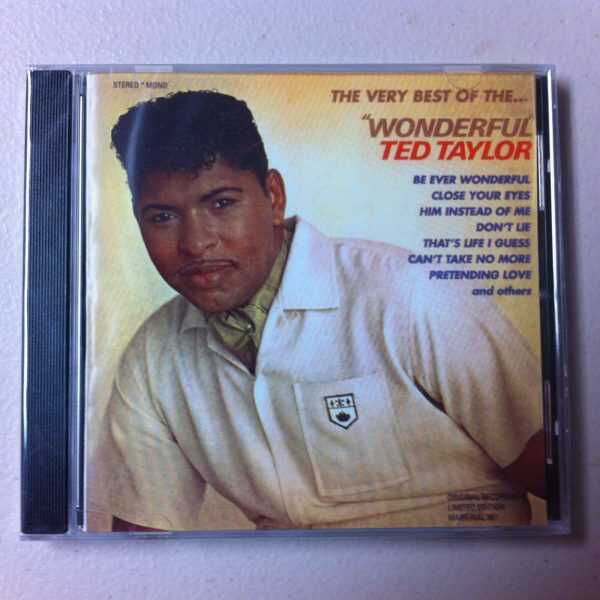 STEREO * MONO
THE VERY BEST OF THE...
"WONDERFUL
TED TAYLOR
BE EVER WONDERFUL
CLOSE YOUR EYES
HIM INSTEAD OF ME
DON'T LIE
THAT'S LIFE I GUESS
CAN'T TAKE NO MORE
PRETENDING LOVE
and others
ORIGINAL
LIMITED EDITION